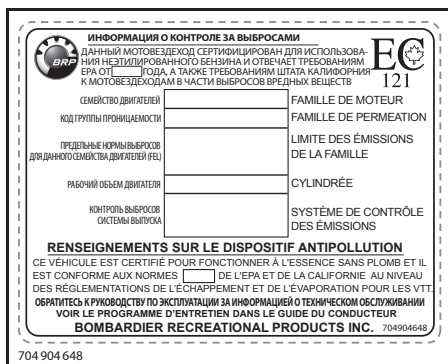 ИНФОРМАЦИЯ О КОНТРОЛЕ ЗА ВЫБРОСАМИ
ДАННЫЙ МОТОВЕЗДЕХОД СЕРТИФИЦИРОВАН ДЛЯ ИСПОЛЬЗОВА-
НИЯ НЕЭТИЛИРОВАННОГО БЕНЗИНА И ОТВЕЧАЕТ ТРЕБОВАНИЯМ
EPA ОТ ГОДА, А ТАКЖЕ ТРЕБОВАНИЯМ ШТАТА КАЛИФОРНИЯ
К МОТОВЕЗДЕХОДАМ В ЧАСТИ ВЫБРОСОВ ВРЕДНЫХ ВЕЩЕСТВ
BRP
EC
121
СЕМЕЙСТВО ДВИГАТЕЛЕЙ FAMILLE DE MOTEUR
КОД ГРУППЫ ПРОНИЦАЕМОСТИ FAMILLE DE PERMEATION
ПРЕДЕЛЬНЫЕ НОРМЫ ВЫБРОСОВ LIMITE DES ÉMISSIONS
ДЛЯ ДАННОГО СЕМЕЙСТВА ДВИГАТЕЛЕЙ (FEL) DE LA FAMILLE
РАБОЧИЙ ОБЪЕМ ДВИГАТЕЛЯ CYLINDRÉE
КОНТРОЛЬ ВЫБРОСОВ SYSTÈME DE CONTRÔLE
СИСТЕМЫ ВЫПУСКА DES ÉMISSIONS
RENSEIGNEMENTS SUR LE DISPOSITIF ANTIPOLLUTION
CE VÉHICULE EST CERTIFIÉ POUR FONCTIONNER À L'ESSENCE SANS PLOMB ET IL
EST CONFORME AUX NORMES DE L'EPA ET DE LA CALIFORNIE AU NIVEAU
DES RÉGLEMENTATIONS DE L'ÉCHAPPEMENT ET DE L'ÉVAPORATION POUR LES VTT.
ОБРАТИТЕСЬ К РУКОВОДСТВУ ПО ЭКСПЛУАТАЦИИ ЗА ИНФОРМАЦИЕЙ О ТЕХНИЧЕСКОМ ОБСЛУЖИВАНИИ
VOIR LE PROGRAMME D'ENTRETIEN DANS LE GUIDE DU CONDUCTEUR
BOMBARDIER RECREATIONAL PRODUCTS INC. 704904648
704 904 648